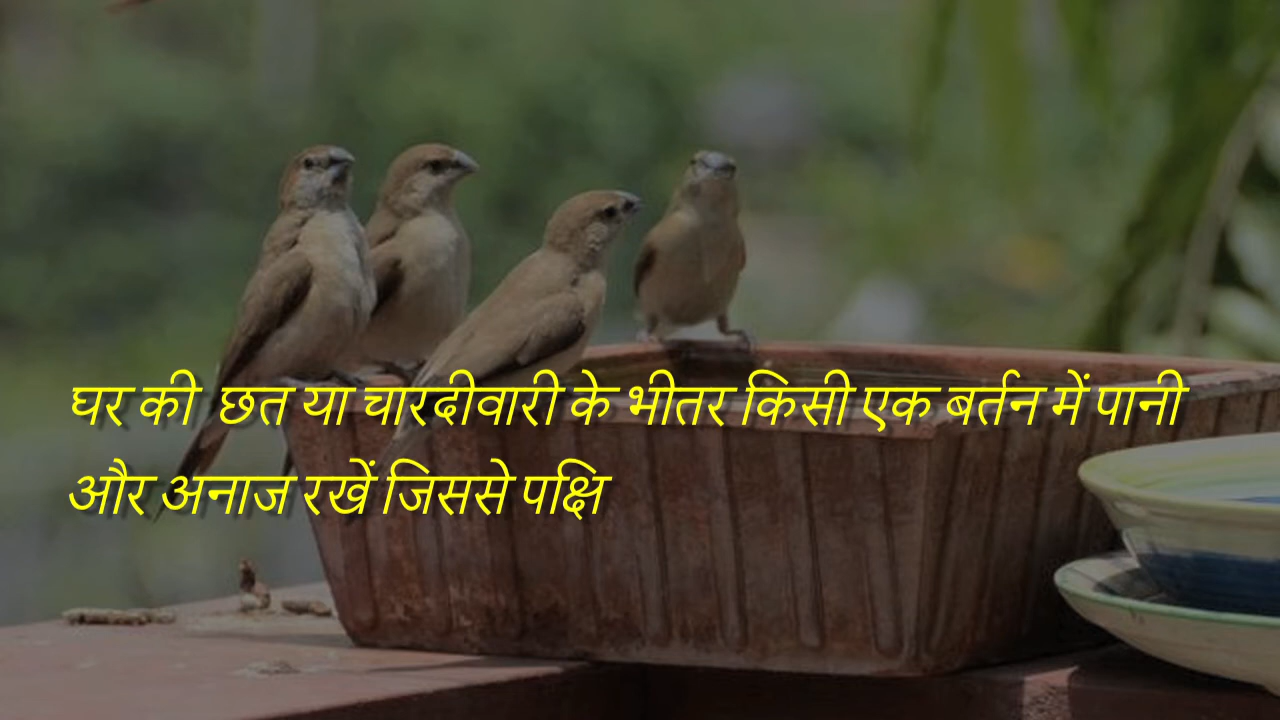 घर की छत या चारदीवारी के भीतर किसी एक बर्तन में पानी
और अनाज रखें जिससे पक्षि